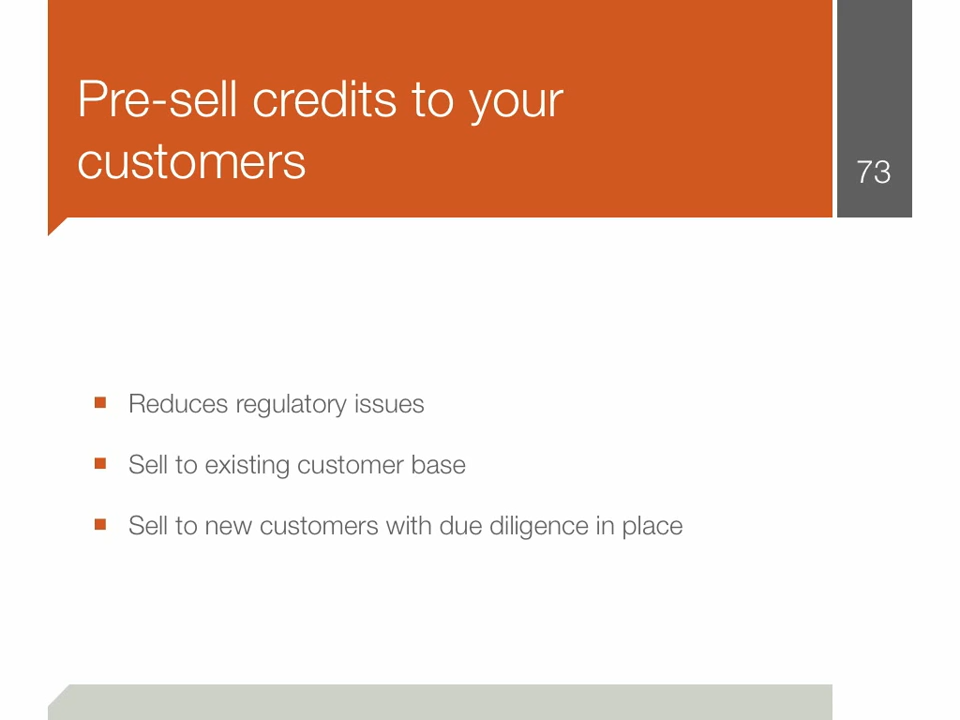 Pre-sell credits to your
customers
73
Reduces regulatory issues
Sell to existing customer base
Sell to new customers with due diligence in place